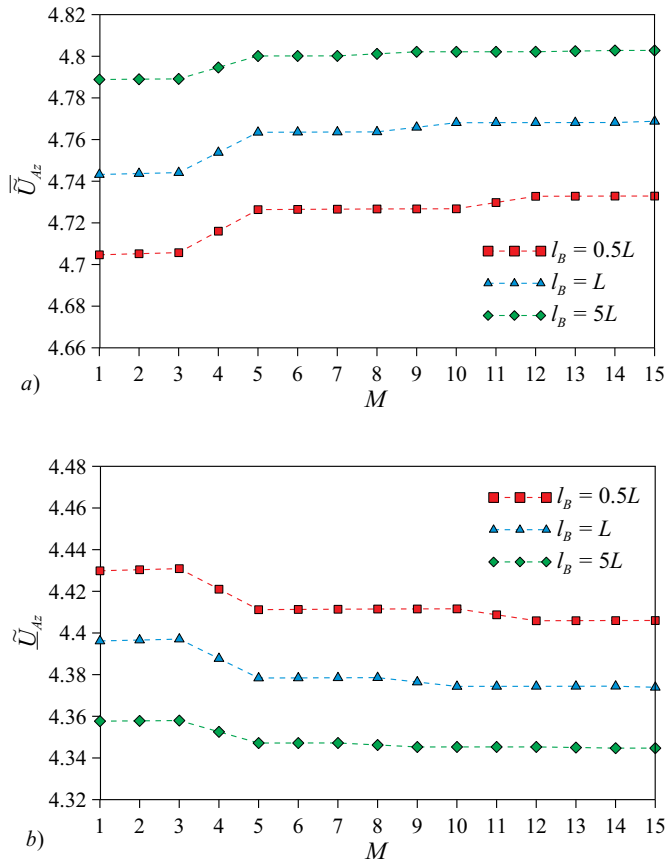 4.82
4.8
4.78
4.76
4.74
4.72
4.7
4.68
4.66
U̅̃_Az
l_B = 0.5L
l_B = L
l_B = 5L
1 2 3 4 5 6 7 8 9 10 11 12 13 14 15
a)
M
4.48
4.46
4.44
4.42
4.4
4.38
4.36
4.34
4.32
Ũ̲_Az
l_B = 0.5L
l_B = L
l_B = 5L
1 2 3 4 5 6 7 8 9 10 11 12 13 14 15
b)
M